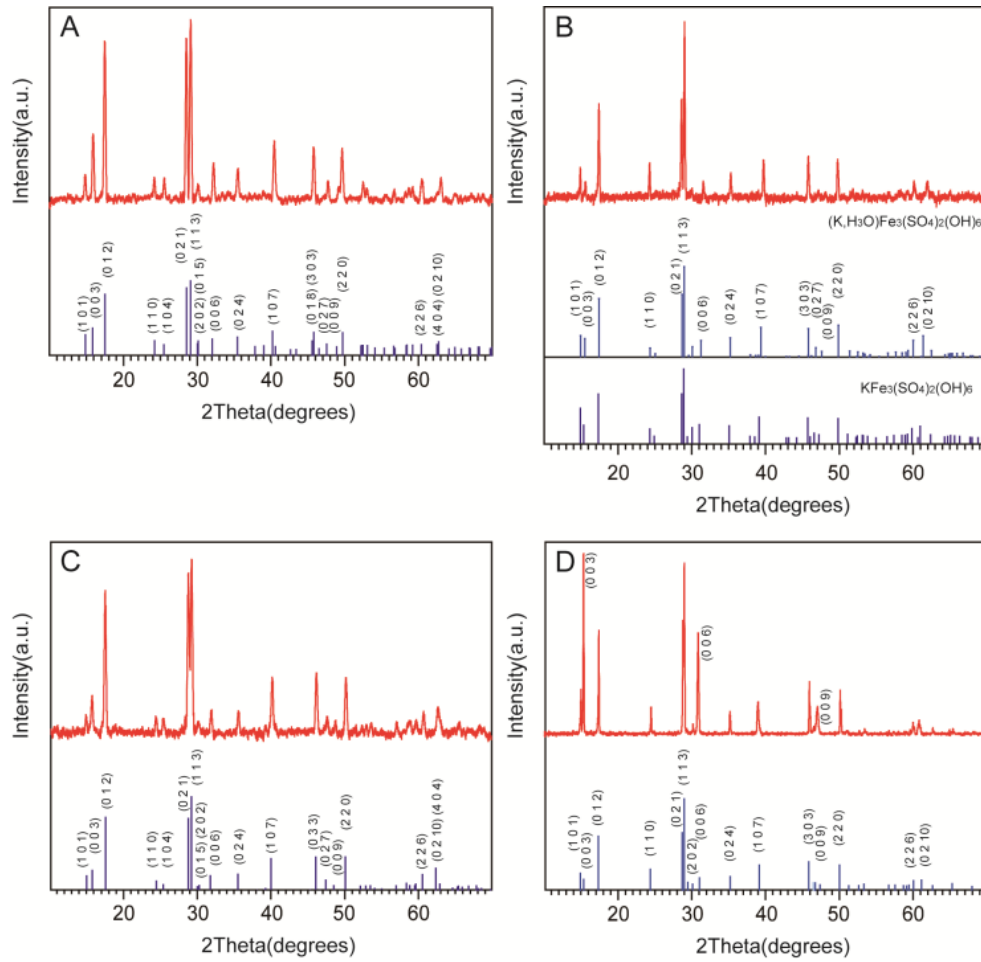 A
Intensity(a.u.)
(1 0 1)
(0 0 3)
(0 1 2)
(1 1 0)
(1 0 4)
(0 2 1)
(1 1 3)
(2 0 2)
(0 1 5)
(0 0 6)
(0 2 4)
(1 0 7)
(0 1 8)
(3 0 3)
(0 2 7)
(0 0 9)
(2 2 0)
(2 2 6)
(4 0 4)
(0 2 10)
20 30 40 50 60
2Theta(degrees)
B
Intensity(a.u.)
(K,H3O)Fe3(SO4)2(OH)6
(1 0 1)
(0 0 3)
(0 1 2)
(1 1 0)
(0 2 1)
(1 1 3)
(0 0 6)
(0 2 4)
(1 0 7)
(3 0 3)
(0 2 7)
(0 0 9)
(2 2 0)
(2 2 6)
(0 2 10)
KFe3(SO4)2(OH)6
20 30 40 50 60
2Theta(degrees)
C
Intensity(a.u.)
(1 0 1)
(0 0 3)
(0 1 2)
(1 1 0)
(1 0 4)
(0 2 1)
(1 1 3)
(0 1 5)
(2 0 2)
(0 0 6)
(0 2 4)
(1 0 7)
(0 3 3)
(0 2 7)
(0 0 9)
(2 2 0)
(2 2 6)
(0 2 10)
(4 0 4)
20 30 40 50 60
2Theta(degrees)
D
Intensity(a.u.)
(0 0 3)
(0 0 6)
(0 0 9)
(1 0 1)
(0 0 3)
(0 1 2)
(1 1 0)
(0 2 1)
(1 1 3)
(2 0 2)
(0 0 6)
(0 2 4)
(1 0 7)
(3 0 3)
(0 0 9)
(2 2 0)
(2 2 6)
(0 2 10)
20 30 40 50 60
2Theta(degrees)